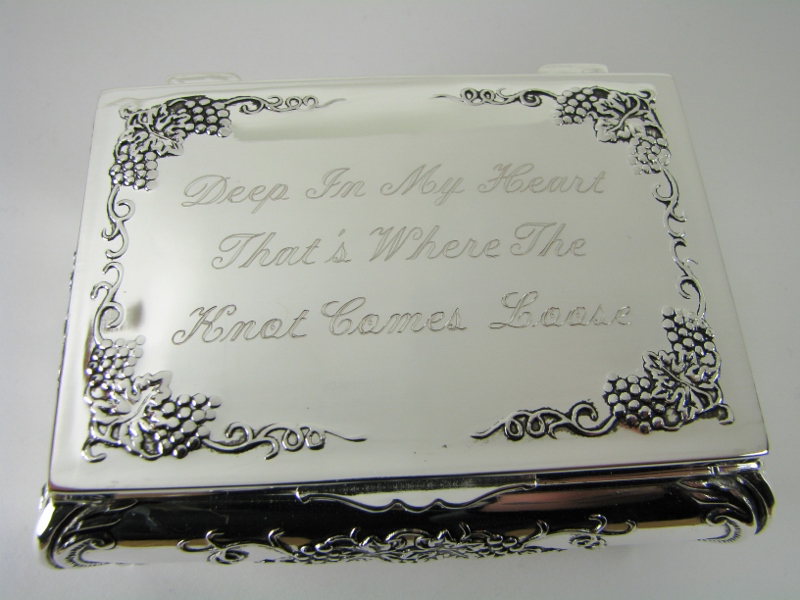 Deep In My Heart
That's Where The
Knot Comes Loose